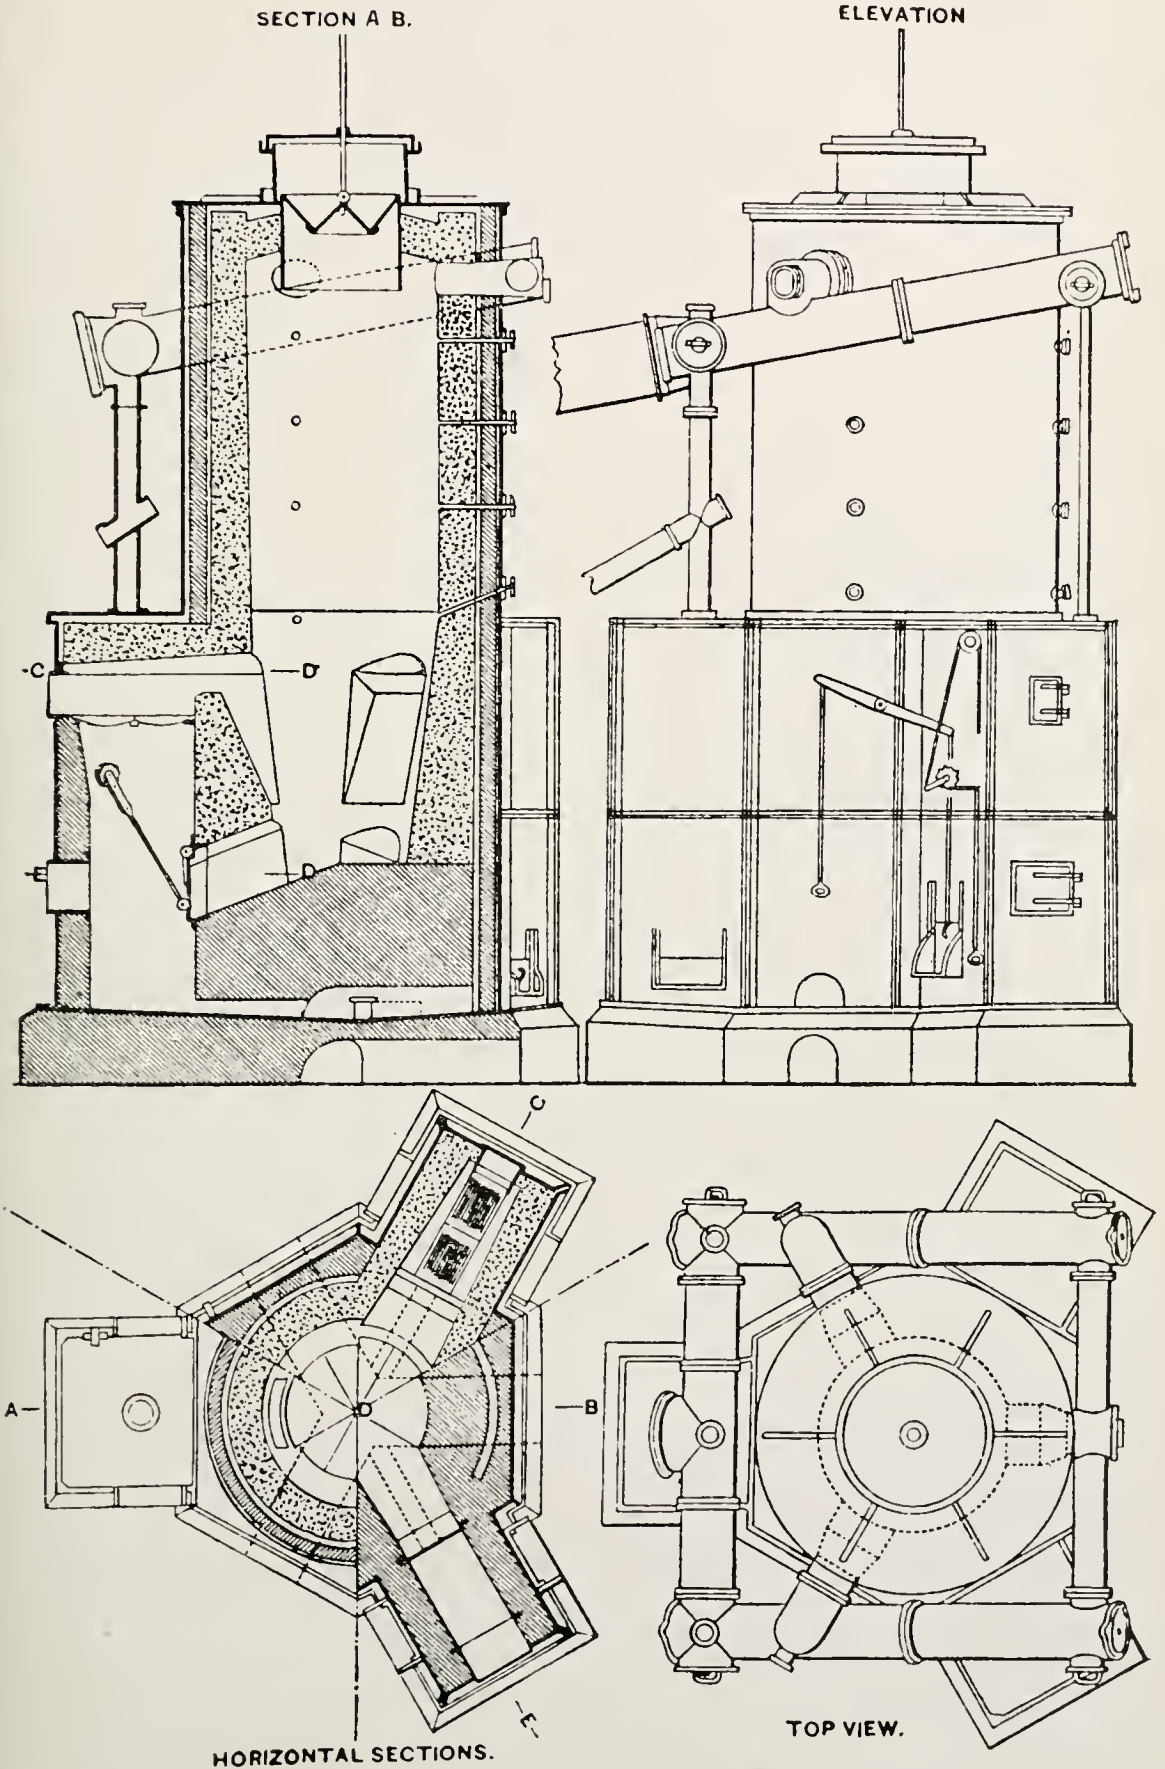 SECTION A B.
ELEVATION
C
D
E
D
C
A
D
B
E
HORIZONTAL SECTIONS.
TOP VIEW.